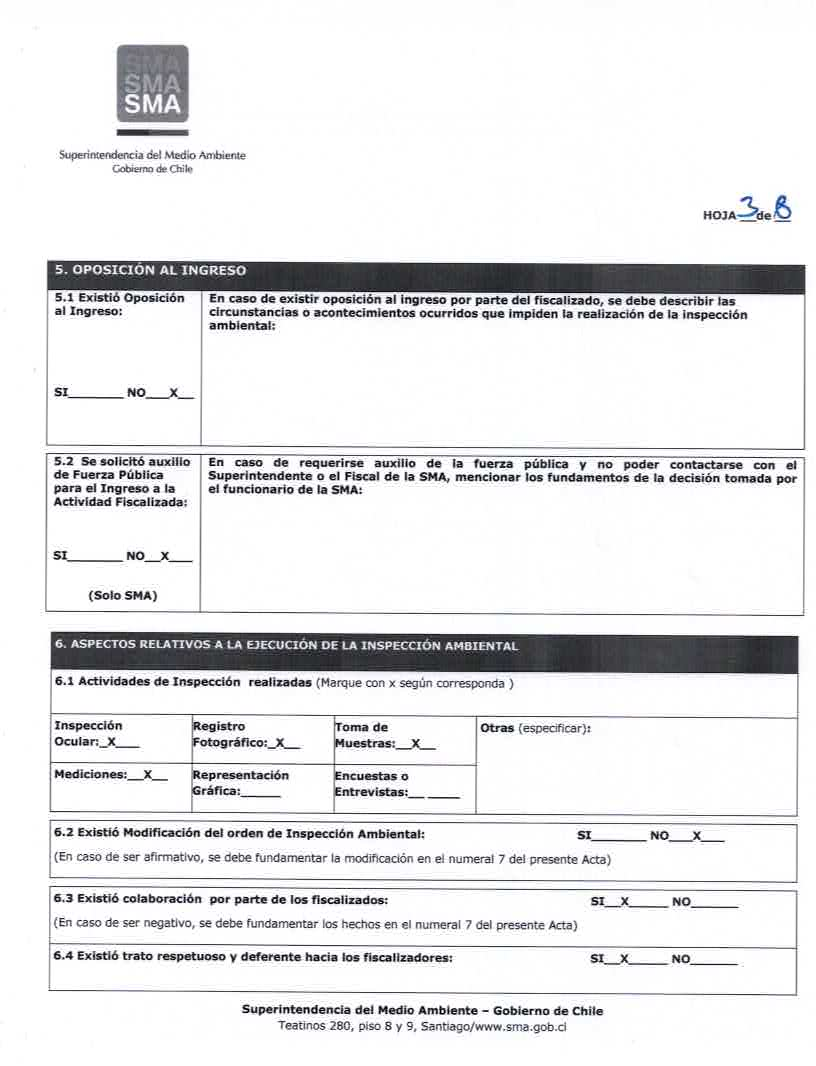 SMA
SMA
SMA
Superintendencia del Medio Ambiente
Gobierno de Chile
HOJA 3 de 8
5. OPOSICIÓN AL INGRESO
5.1 Existió Oposición
al Ingreso:
SI________ NO___X__
En caso de existir oposición al ingreso por parte del fiscalizado, se debe describir las
circunstancias o acontecimientos ocurridos que impiden la realización de la inspección
ambiental:
5.2 Se solicitó auxilio
de Fuerza Pública
para el Ingreso a la
Actividad Fiscalizada:
SI________ NO__X___
(Solo SMA)
En caso de requerirse auxilio de la fuerza pública y no poder contactarse con el
Superintendente o el Fiscal de la SMA, mencionar los fundamentos de la decisión tomada por
el funcionario de la SMA:
6. ASPECTOS RELATIVOS A LA EJECUCIÓN DE LA INSPECCIÓN AMBIENTAL
6.1 Actividades de Inspección realizadas (Marque con x según corresponda )
Inspección
Ocular:_X___
Registro
Fotográfico:_X__
Toma de
Muestras:__X__
Otras (especificar):
Mediciones:__X__
Representación
Gráfica:______
Encuestas o
Entrevistas:__ _____
6.2 Existió Modificación del orden de Inspección Ambiental: SI________ NO___X___
(En caso de ser afirmativo, se debe fundamentar la modificación en el numeral 7 del presente Acta)
6.3 Existió colaboración por parte de los fiscalizados: SI__X_____ NO_______
(En caso de ser negativo, se debe fundamentar los hechos en el numeral 7 del presente Acta)
6.4 Existió trato respetuoso y deferente hacia los fiscalizadores: SI__X_____ NO_______
Superintendencia del Medio Ambiente – Gobierno de Chile
Teatinos 280, piso 8 y 9, Santiago/www.sma.gob.cl